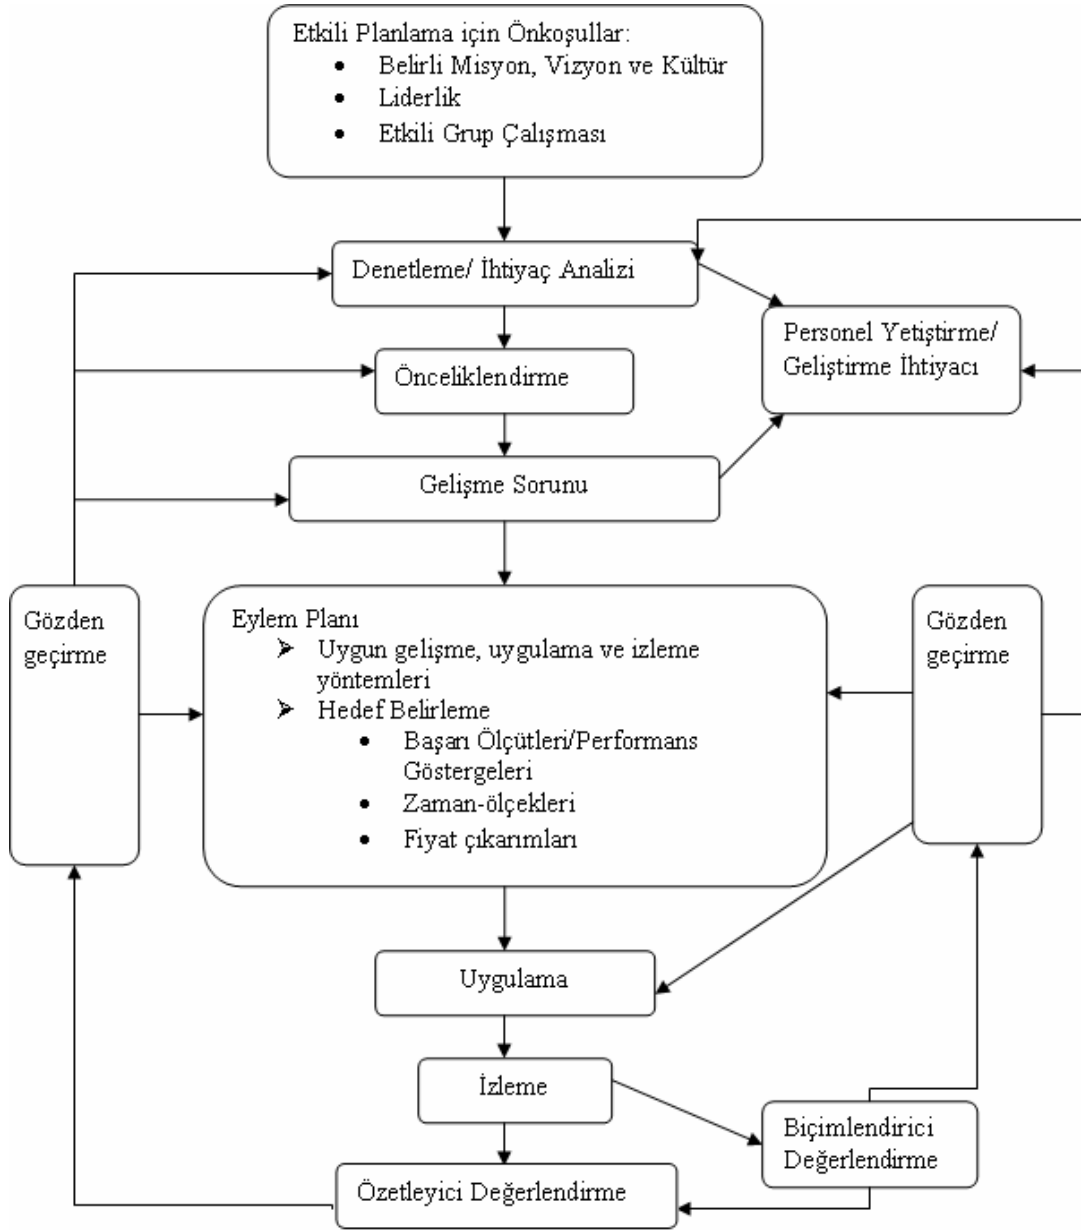 Etkili Planlama için Önkoşullar:
• Belirli Misyon, Vizyon ve Kültür
• Liderlik
• Etkili Grup Çalışması
Denetleme/ İhtiyaç Analizi
Personel Yetiştirme/
Geliştirme İhtiyacı
Önceliklendirme
Gelişme Sorunu
Gözden
geçirme
Eylem Planı
➢ Uygun gelişme, uygulama ve izleme
yöntemleri
➢ Hedef Belirleme
• Başarı Ölçütleri/Performans
Göstergeleri
• Zaman-ölçekleri
• Fiyat çıkarımları
Gözden
geçirme
Uygulama
İzleme
Biçimlendirici
Değerlendirme
Özetleyici Değerlendirme